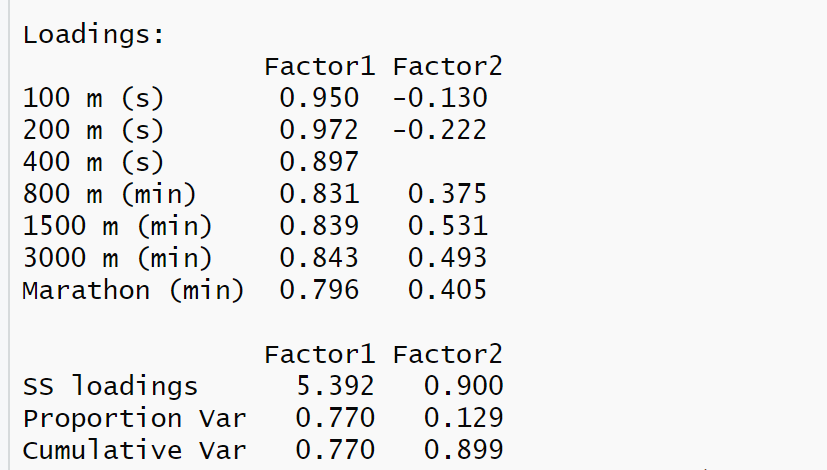 Loadings:
Factor1 Factor2
100 m (s) 0.950 -0.130
200 m (s) 0.972 -0.222
400 m (s) 0.897
800 m (min) 0.831 0.375
1500 m (min) 0.839 0.531
3000 m (min) 0.843 0.493
Marathon (min) 0.796 0.405
Factor1 Factor2
SS loadings 5.392 0.900
Proportion Var 0.770 0.129
Cumulative Var 0.770 0.899